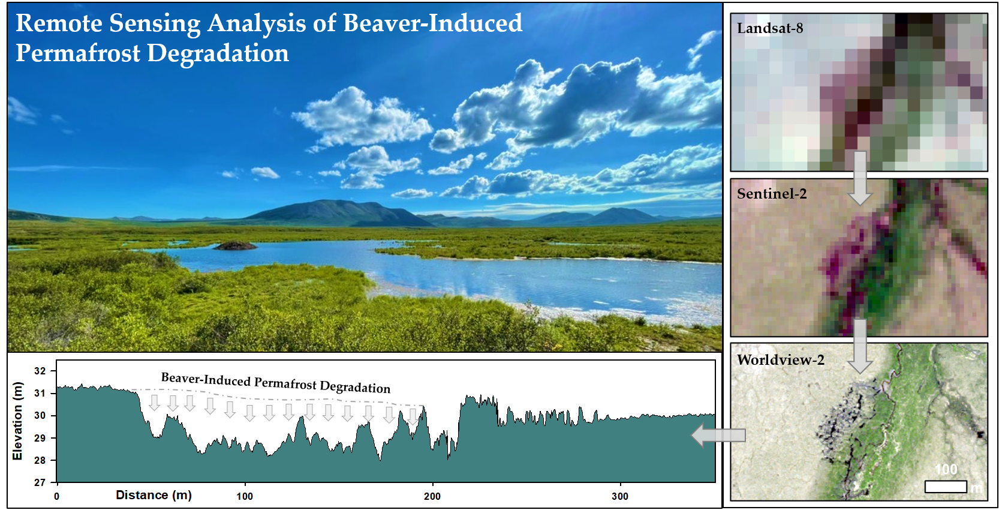 Remote Sensing Analysis of Beaver-Induced
Permafrost Degradation
Landsat-8
Sentinel-2
Worldview-2
100
m
Beaver-Induced Permafrost Degradation
Elevation (m)
32
31
30
29
28
27
0
100
200
300
Distance (m)